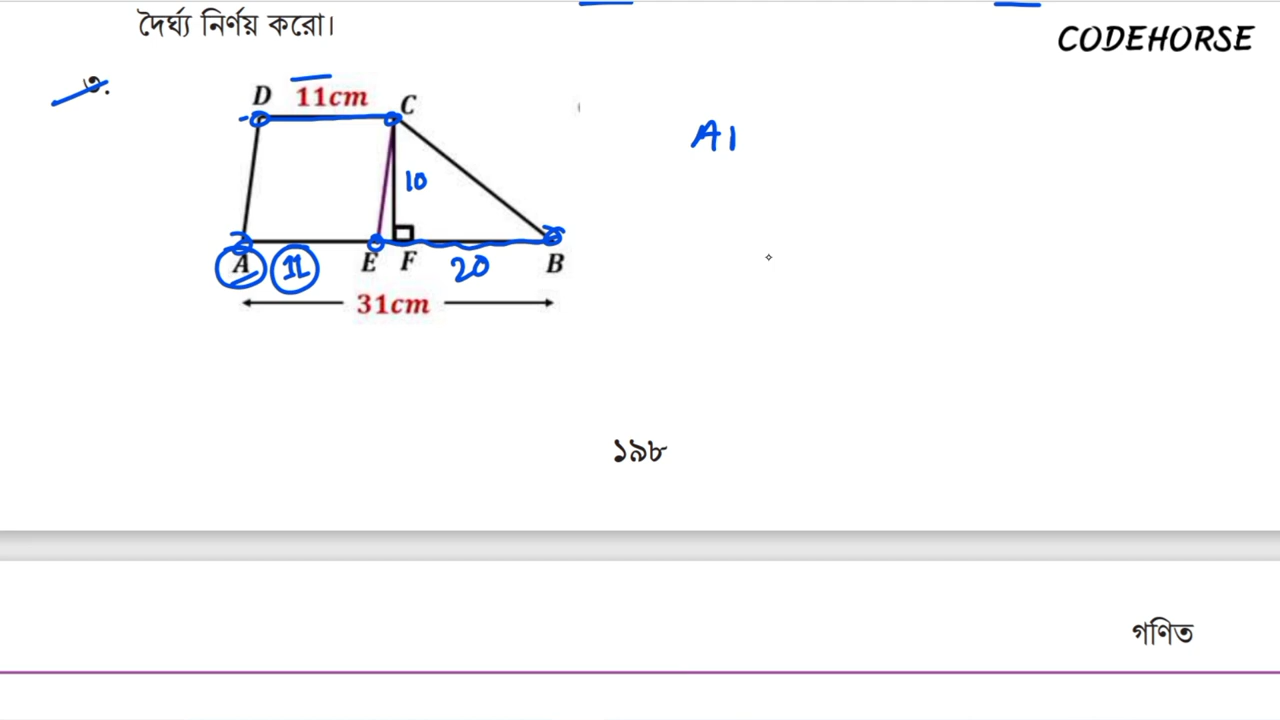 দৈর্ঘ্য নির্ণয় করো।
CODEHORSE
৩.
D 11cm C
10
A1
A 11 E F 20 B
31cm
১৯৮
গণিত